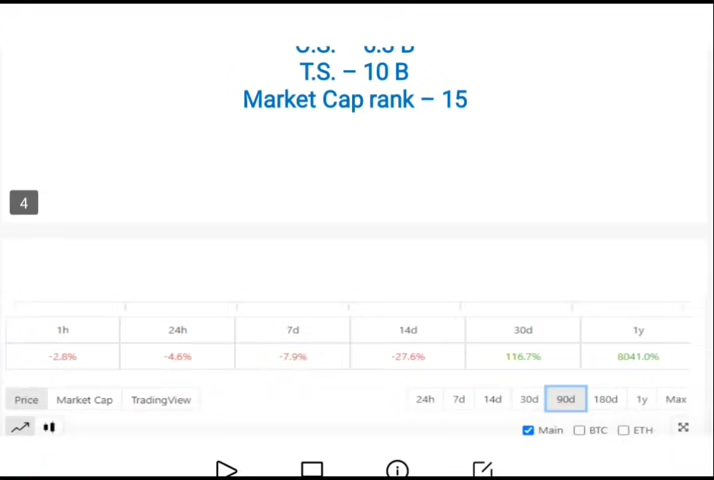 T.S. – 10 B
Market Cap rank – 15
4
1h 24h 7d 14d 30d 1y
-2.8% -4.6% -7.9% -27.6% 116.7% 8041.0%
Price Market Cap TradingView 24h 7d 14d 30d 90d 180d 1y Max
Main BTC ETH